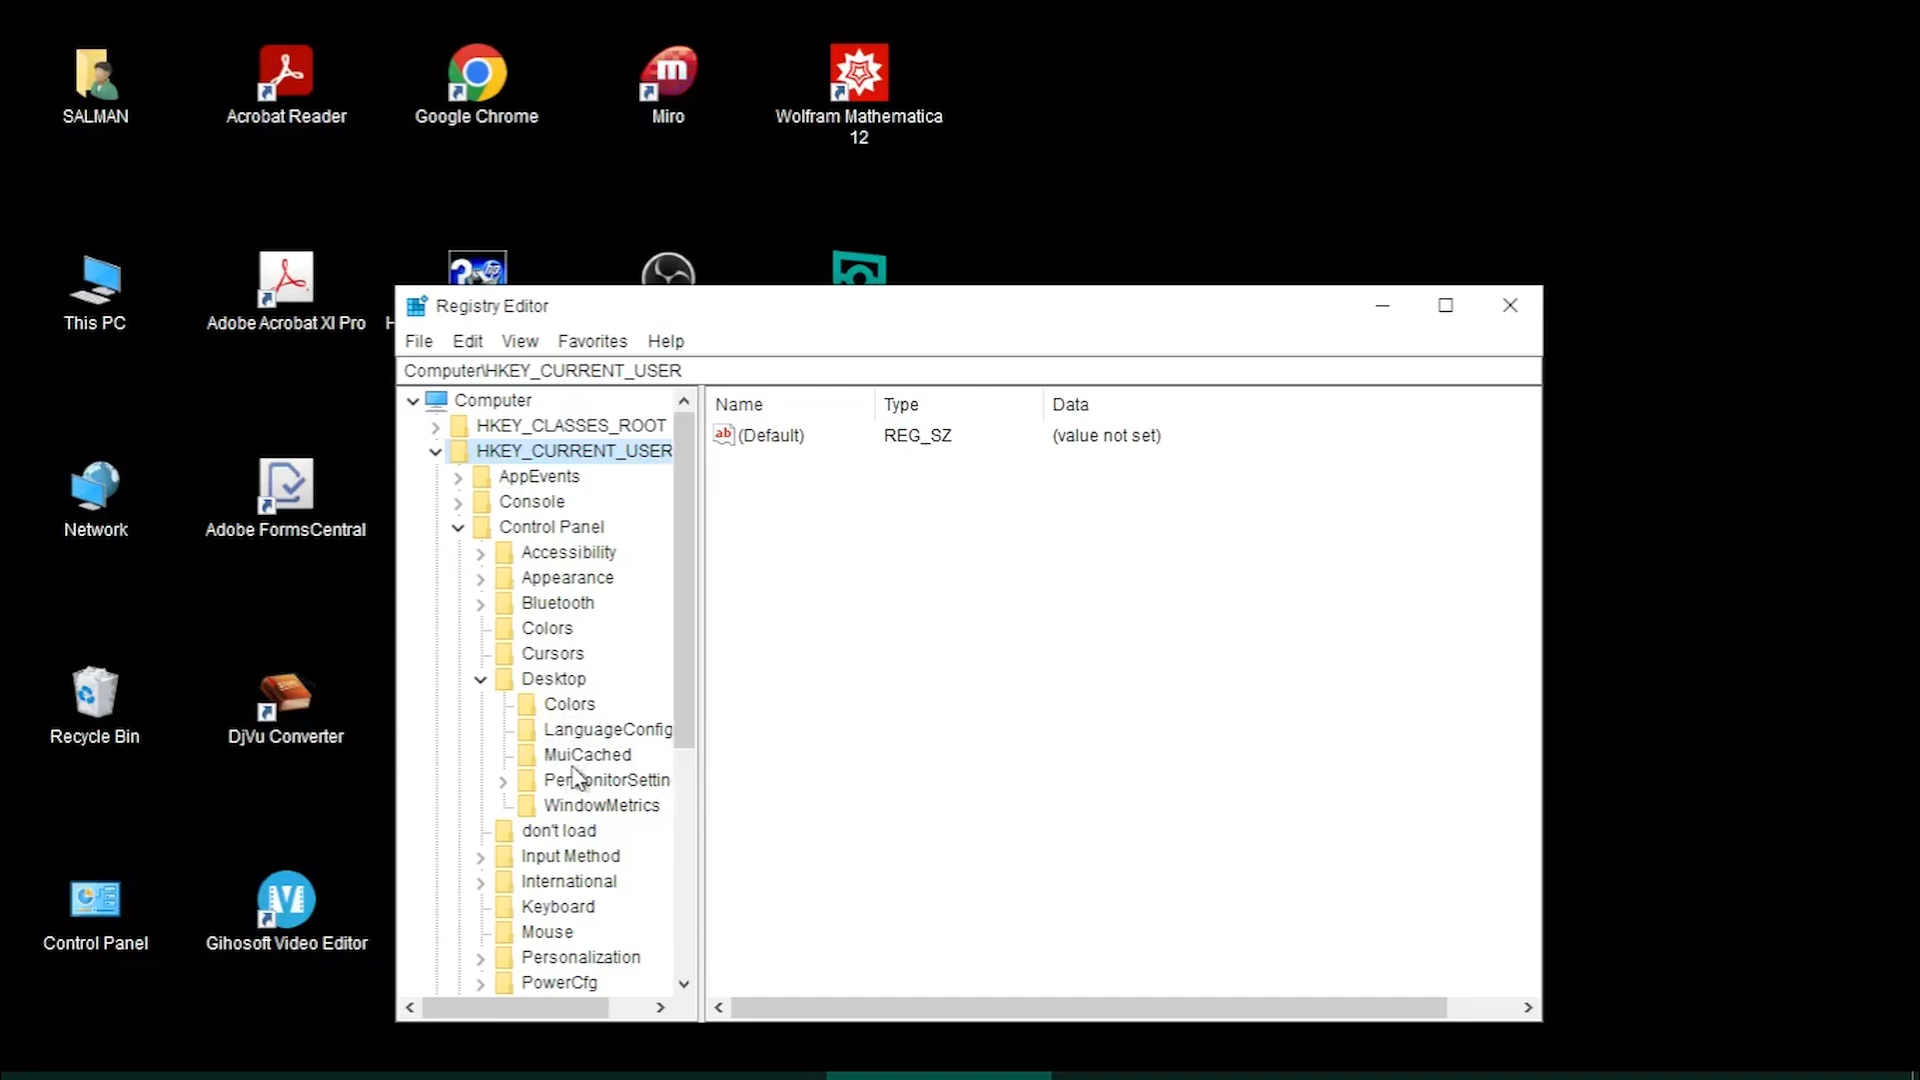 SALMAN
Acrobat Reader
Google Chrome
Miro
Wolfram Mathematica
12
This PC
Adobe Acrobat XI Pro
H
Network
Adobe FormsCentral
Recycle Bin
DjVu Converter
Control Panel
Gihosoft Video Editor
Registry Editor
File Edit View Favorites Help
Computer\HKEY_CURRENT_USER
Computer
HKEY_CLASSES_ROOT
HKEY_CURRENT_USER
AppEvents
Console
Control Panel
Accessibility
Appearance
Bluetooth
Colors
Cursors
Desktop
Colors
LanguageConfig
MuiCached
PerMonitorSettin
WindowMetrics
don't load
Input Method
International
Keyboard
Mouse
Personalization
PowerCfg
Name Type Data
ab (Default) REG_SZ (value not set)